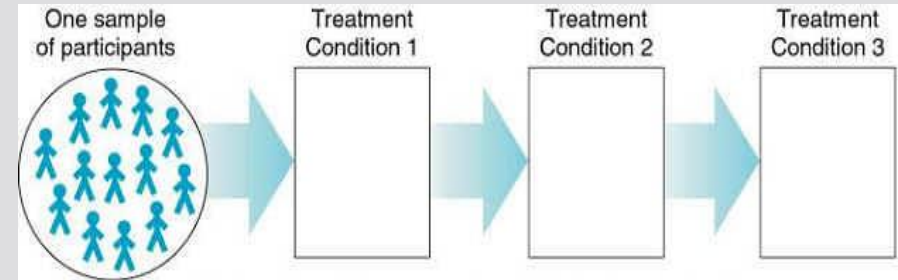 One sample
of participants
Treatment
Condition 1
Treatment
Condition 2
Treatment
Condition 3